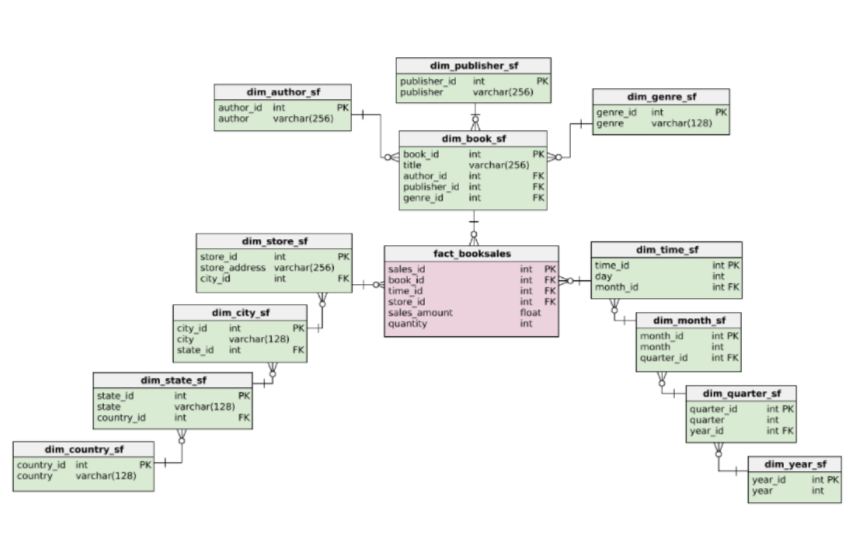 dim_publisher_sf
publisher_id int PK
publisher varchar(256)
dim_author_sf
author_id int PK
author varchar(256)
dim_genre_sf
genre_id int PK
genre varchar(128)
dim_book_sf
book_id int PK
title varchar(256)
author_id int FK
publisher_id int FK
genre_id int FK
dim_store_sf
store_id int PK
store_address varchar(256)
city_id int FK
fact_booksales
sales_id int PK
book_id int FK
time_id int FK
store_id int FK
sales_amount float
quantity int
dim_time_sf
time_id int PK
day int
month_id int FK
dim_city_sf
city_id int PK
city varchar(128)
state_id int FK
dim_month_sf
month_id int PK
month int
quarter_id int FK
dim_state_sf
state_id int PK
state varchar(128)
country_id int FK
dim_quarter_sf
quarter_id int PK
quarter int
year_id int FK
dim_country_sf
country_id int PK
country varchar(128)
dim_year_sf
year_id int PK
year int